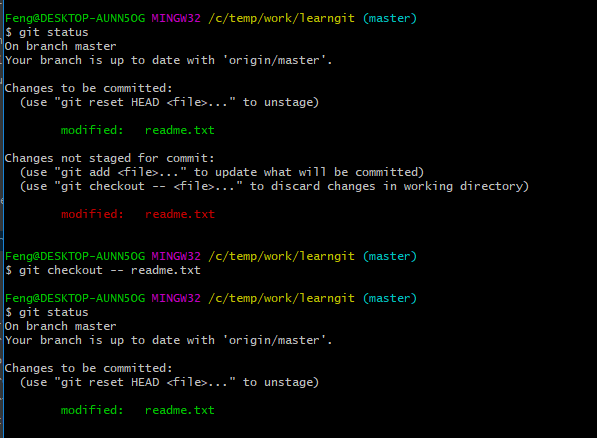 Feng@DESKTOP-AUNN5OG MINGW32 /c/temp/work/learngit (master)
$ git status
On branch master
Your branch is up to date with 'origin/master'.
Changes to be committed:
(use "git reset HEAD <file>..." to unstage)
modified: readme.txt
Changes not staged for commit:
(use "git add <file>..." to update what will be committed)
(use "git checkout -- <file>..." to discard changes in working directory)
modified: readme.txt
Feng@DESKTOP-AUNN5OG MINGW32 /c/temp/work/learngit (master)
$ git checkout -- readme.txt
Feng@DESKTOP-AUNN5OG MINGW32 /c/temp/work/learngit (master)
$ git status
On branch master
Your branch is up to date with 'origin/master'.
Changes to be committed:
(use "git reset HEAD <file>..." to unstage)
modified: readme.txt